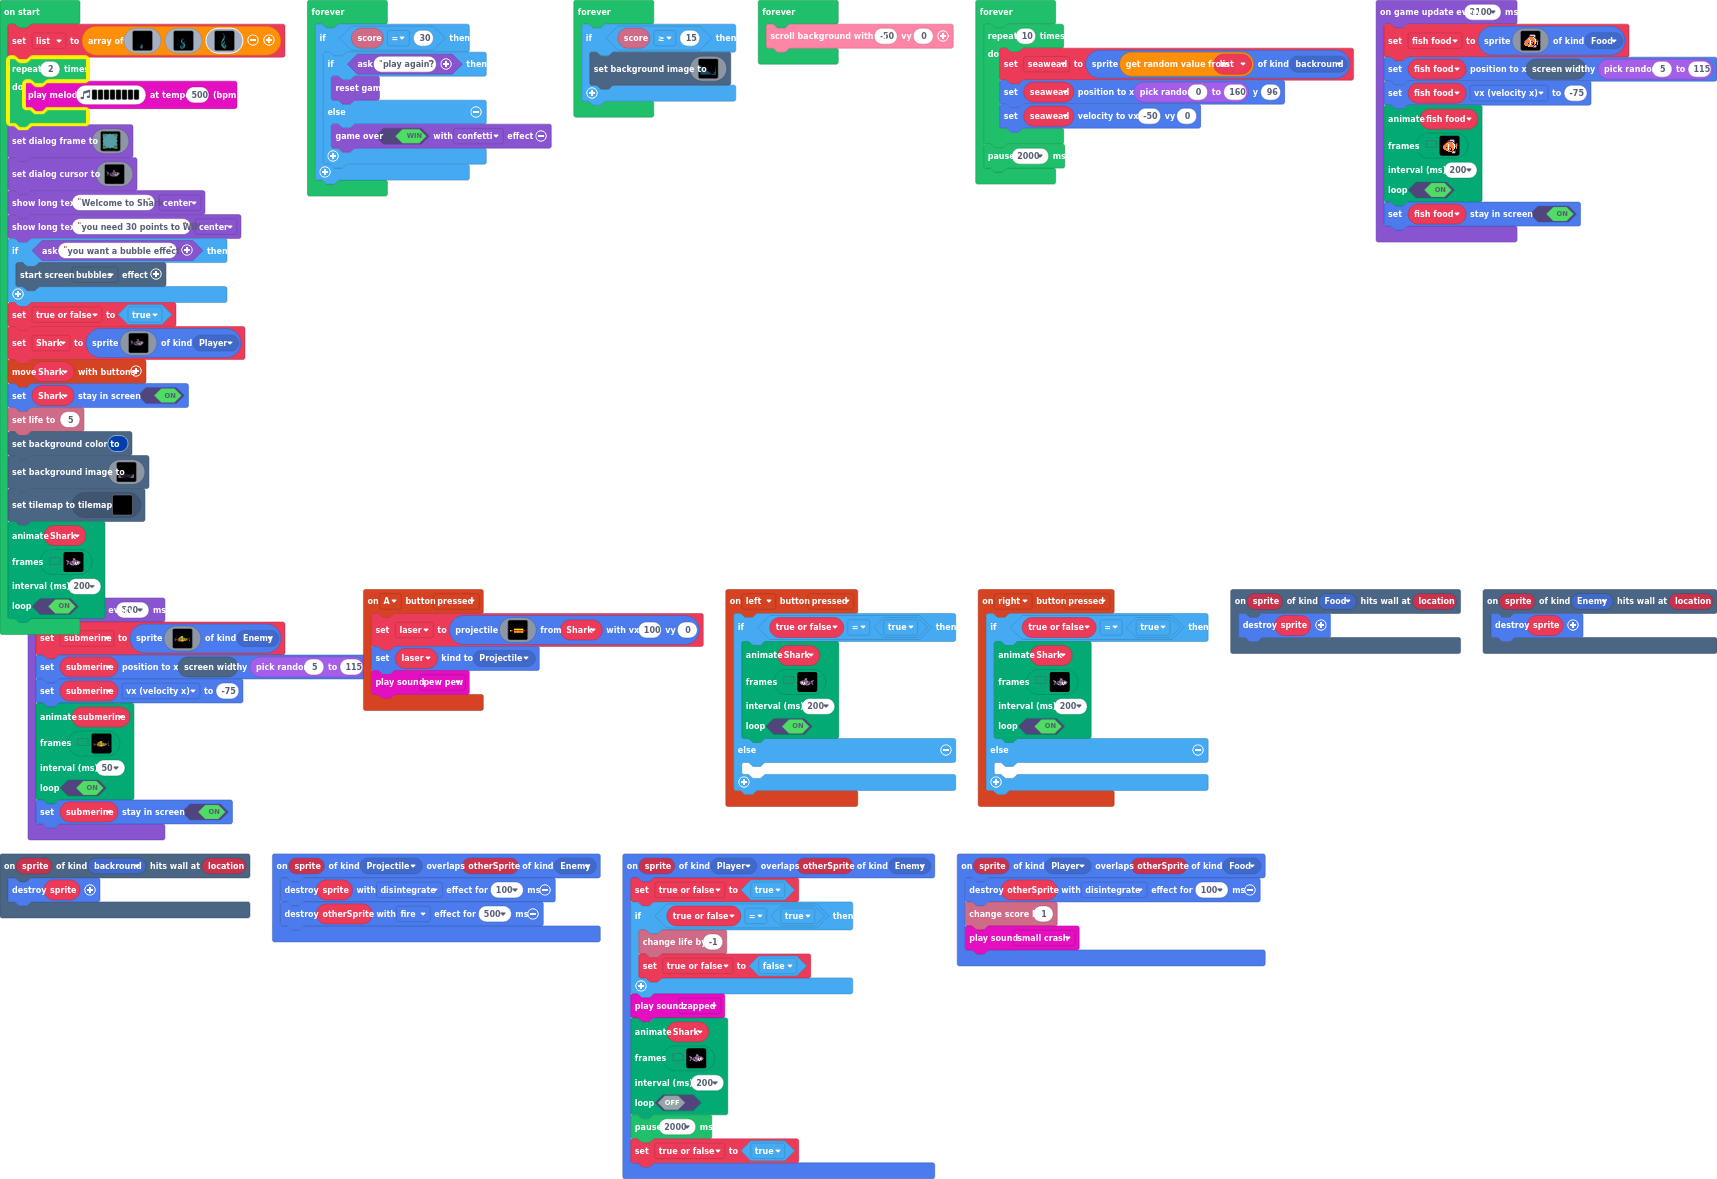 on start
set list to array of
repeat 2 times
do
play melod at temp 500 (bpm
set dialog frame to
set dialog cursor to
show long tex "Welcome to Sha center
show long tex "you need 30 points to W center
if ask "you want a bubble effec then
start screen bubbles effect
set true or false to true
set Shark to sprite of kind Player
move Shark with buttons
set Shark stay in screen ON
set life to 5
set background color to
set background image to
set tilemap to tilemap
animate Shark
frames
interval (ms) 200
loop ON
forever
if score = 30 then
if ask "play again? then
reset gam
else
game over WIN with confetti effect
forever
if score ≥ 15 then
set background image to
forever
scroll background with -50 vy 0
forever
repeat 10 times
do
set seaweed to sprite get random value from list of kind backround
set seaweed position to x pick rando 0 to 160 y 96
set seaweed velocity to vx -50 vy 0
pause 2000 ms
on game update ev ms
set fish food to sprite of kind Food
set fish food position to x screen width y pick rando 5 to 115
set fish food vx (velocity x) to -75
animate fish food
frames
interval (ms) 200
loop ON
set fish food stay in screen ON
ev 500 ms
set submerine to sprite of kind Enemy
set submerine position to x screen width y pick rando 5 to 115
set submerine vx (velocity x) to -75
animate submerine
frames
interval (ms) 50
loop ON
set submerine stay in screen ON
on A button pressed
set laser to projectile from Shark with vx 100 vy 0
set laser kind to Projectile
play sound pew pew
on left button pressed
if true or false = true then
animate Shark
frames
interval (ms) 200
loop ON
else
on right button pressed
if true or false = true then
animate Shark
frames
interval (ms) 200
loop ON
else
on sprite of kind Food hits wall at location
destroy sprite
on sprite of kind Enemy hits wall at location
destroy sprite
on sprite of kind backround hits wall at location
destroy sprite
on sprite of kind Projectile overlaps otherSprite of kind Enemy
destroy sprite with disintegrate effect for 100 ms
destroy otherSprite with fire effect for 500 ms
on sprite of kind Player overlaps otherSprite of kind Enemy
set true or false to true
if true or false = true then
change life by -1
set true or false to false
play sound zapped
animate Shark
frames
interval (ms) 200
loop OFF
pause 2000 ms
set true or false to true
on sprite of kind Player overlaps otherSprite of kind Food
destroy otherSprite with disintegrate effect for 100 ms
change score 1
play sound small crash